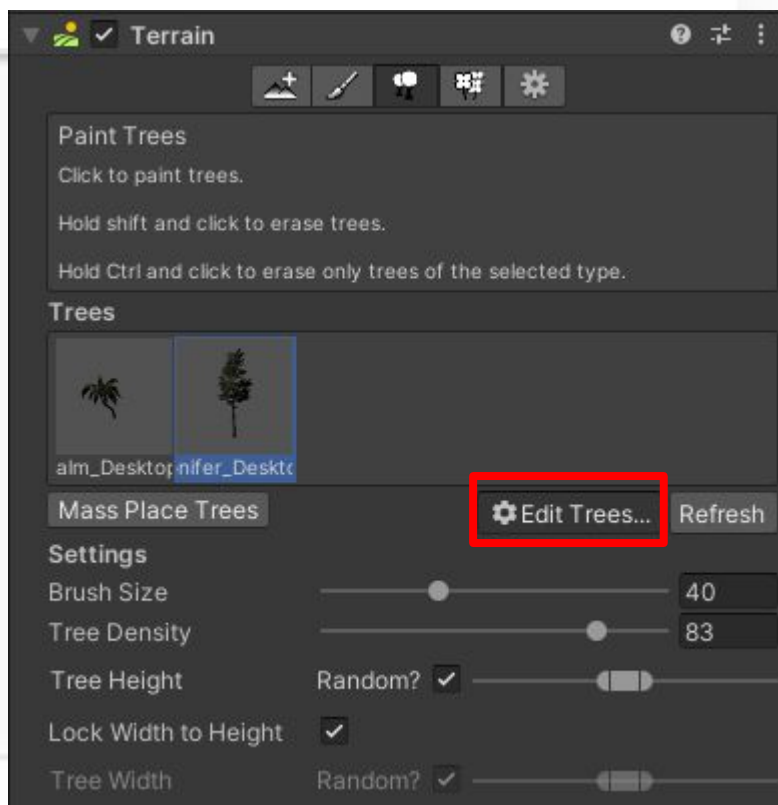 Terrain
Paint Trees
Click to paint trees.
Hold shift and click to erase trees.
Hold Ctrl and click to erase only trees of the selected type.
Trees
alm_Desktop nifer_Deskto
Mass Place Trees Edit Trees... Refresh
Settings
Brush Size 40
Tree Density 83
Tree Height Random?
Lock Width to Height
Tree Width Random?